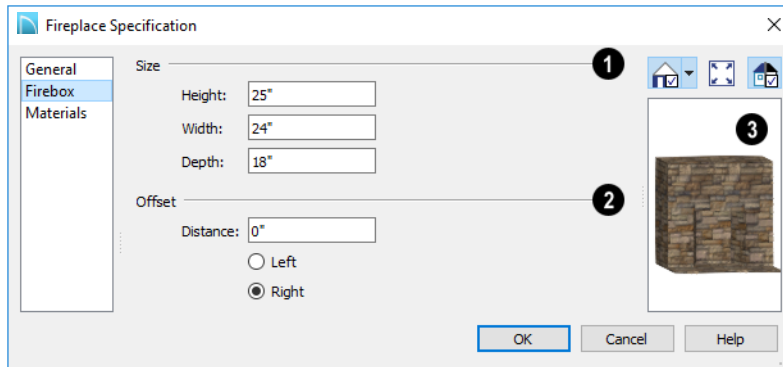 Fireplace Specification
General
Firebox
Materials
Size
1
Height: 25"
Width: 24"
Depth: 18"
Offset
2
Distance: 0"
Left
Right
3
OK
Cancel
Help